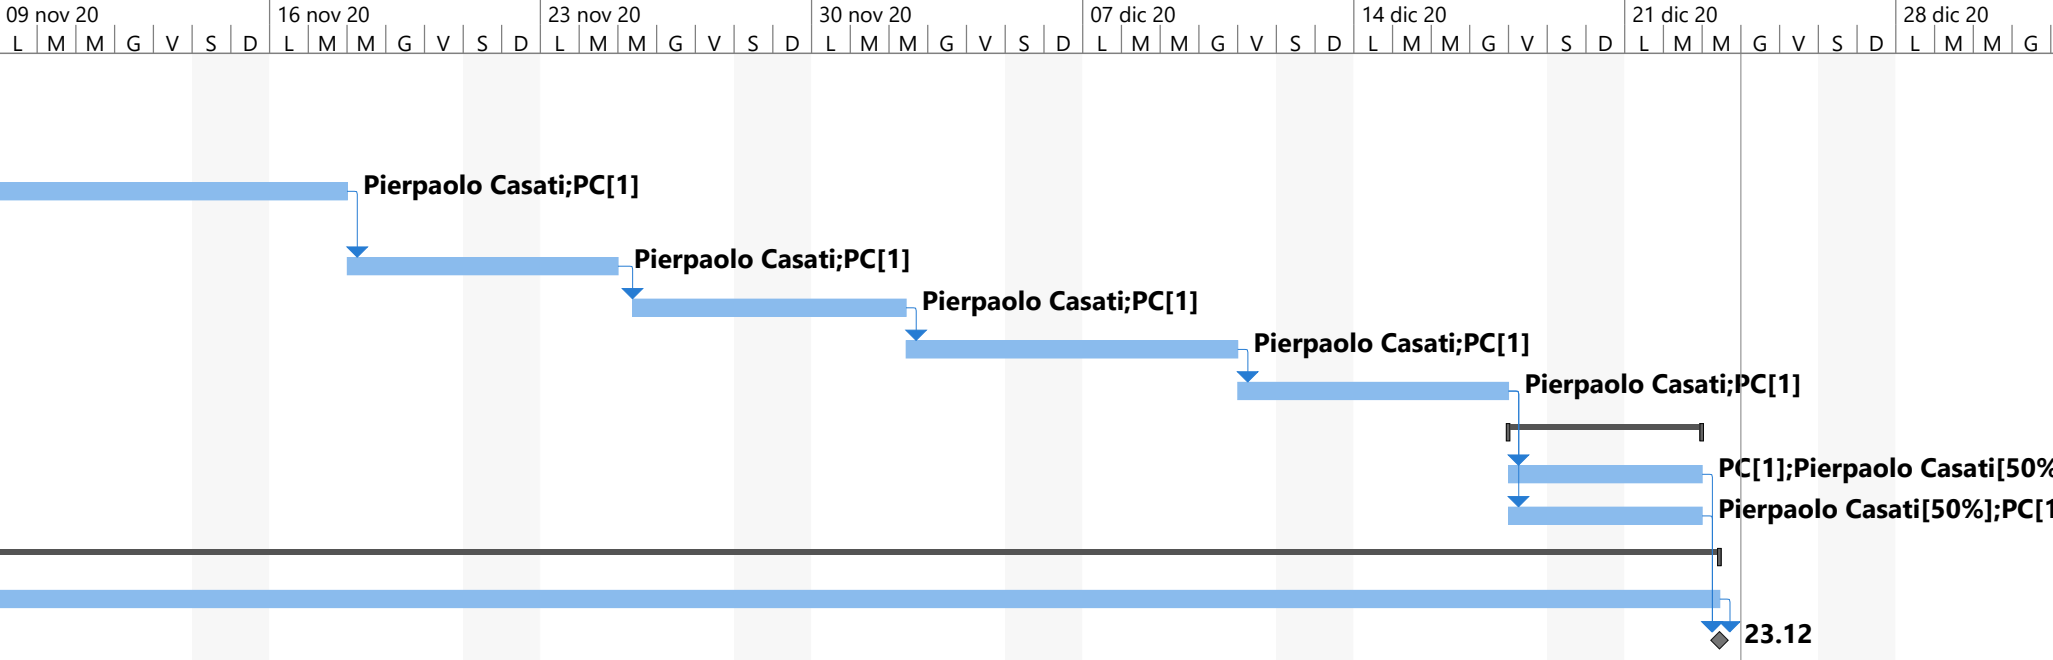 09 nov 20 16 nov 20 23 nov 20 30 nov 20 07 dic 20 14 dic 20 21 dic 20 28 dic 20
L M M G V S D L M M G V S D L M M G V S D L M M G V S D L M M G V S D L M M G V S D L M M G V S D L M M G
Pierpaolo Casati;PC[1]
Pierpaolo Casati;PC[1]
Pierpaolo Casati;PC[1]
Pierpaolo Casati;PC[1]
Pierpaolo Casati;PC[1]
PC[1];Pierpaolo Casati[50%
Pierpaolo Casati[50%];PC[1
23.12